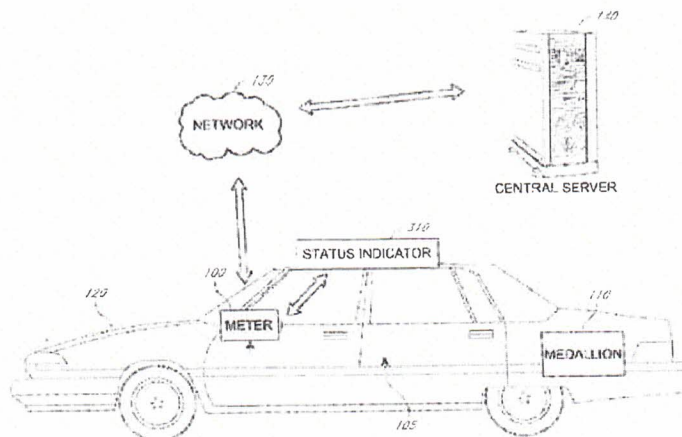 140
130
NETWORK
CENTRAL SERVER
310
STATUS INDICATOR
100
120
METER
110
MEDALLION
105